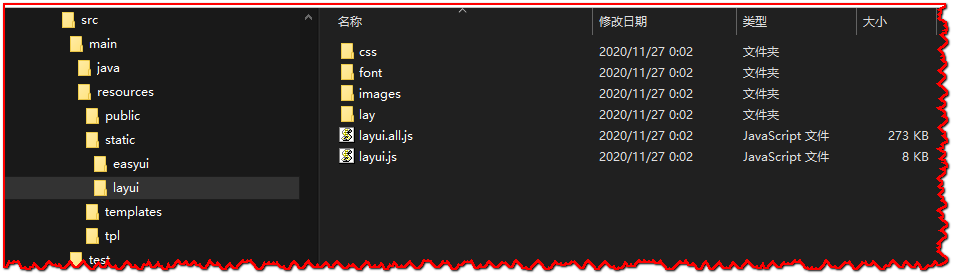 src
main
java
resources
public
static
easyui
layui
templates
tpl
test
名称 修改日期 类型 大小
css 2020/11/27 0:02 文件夹
font 2020/11/27 0:02 文件夹
images 2020/11/27 0:02 文件夹
lay 2020/11/27 0:02 文件夹
layui.all.js 2020/11/27 0:02 JavaScript 文件 273 KB
layui.js 2020/11/27 0:02 JavaScript 文件 8 KB